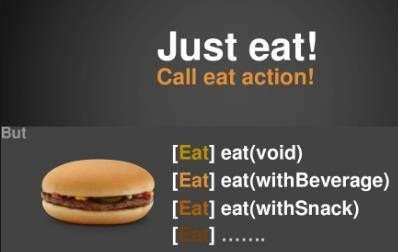 Just eat!
Call eat action!
But
[Eat] eat(void)
[Eat] eat(withBeverage)
[Eat] eat(withSnack)
[Eat] .......